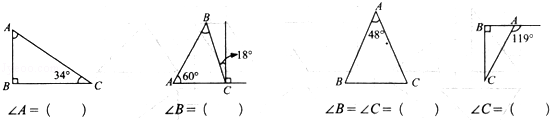 A
B
34°
C
∠A=（　）
B
18°
A
60°
C
∠B=（　）
A
48°
B
C
∠B=∠C=（　）
B
A
119°
C
∠C=（　）